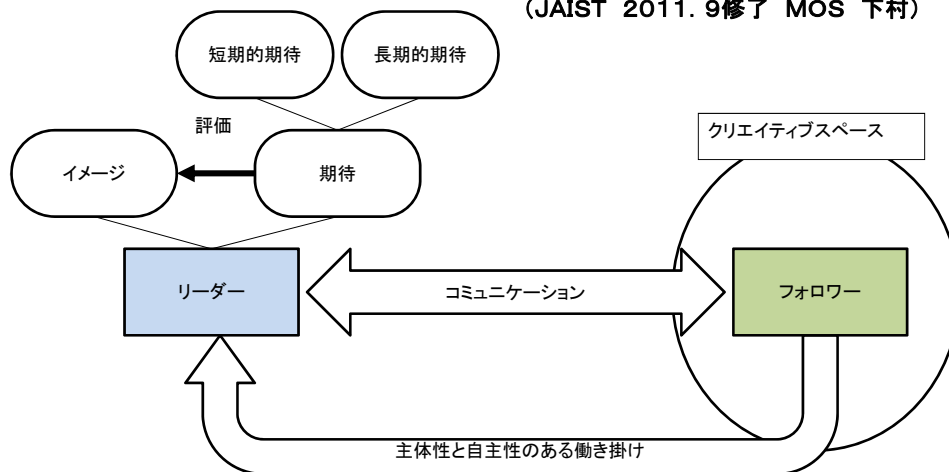 （JAIST　2011．9修了　MOS　下村）
短期的期待
長期的期待
評価
クリエイティブスペース
イメージ
期待
リーダー
コミュニケーション
フォロワー
主体性と自主性のある働き掛け